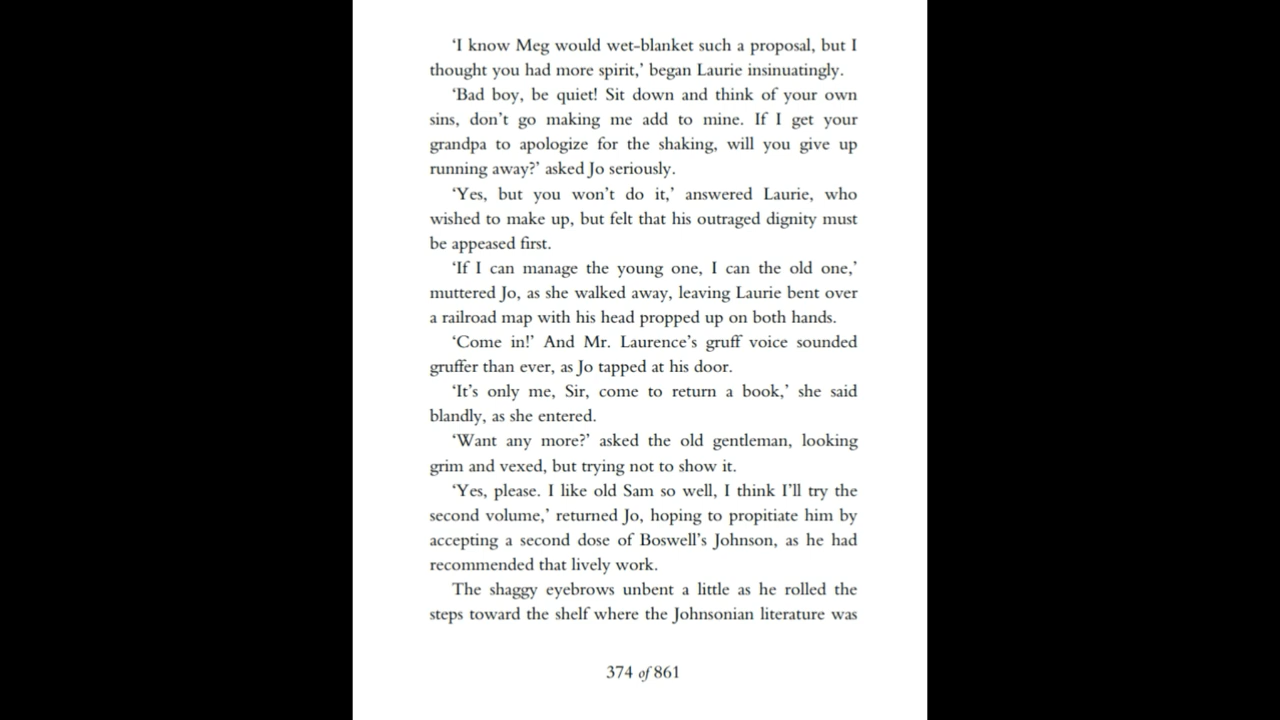 ‘I know Meg would wet-blanket such a proposal, but I
thought you had more spirit,’ began Laurie insinuatingly.
‘Bad boy, be quiet! Sit down and think of your own
sins, don’t go making me add to mine. If I get your
grandpa to apologize for the shaking, will you give up
running away?’ asked Jo seriously.
‘Yes, but you won’t do it,’ answered Laurie, who
wished to make up, but felt that his outraged dignity must
be appeased first.
‘If I can manage the young one, I can the old one,’
muttered Jo, as she walked away, leaving Laurie bent over
a railroad map with his head propped up on both hands.
‘Come in!’ And Mr. Laurence’s gruff voice sounded
gruffer than ever, as Jo tapped at his door.
‘It’s only me, Sir, come to return a book,’ she said
blandly, as she entered.
‘Want any more?’ asked the old gentleman, looking
grim and vexed, but trying not to show it.
‘Yes, please. I like old Sam so well, I think I’ll try the
second volume,’ returned Jo, hoping to propitiate him by
accepting a second dose of Boswell’s Johnson, as he had
recommended that lively work.
The shaggy eyebrows unbent a little as he rolled the
steps toward the shelf where the Johnsonian literature was
374 of 861